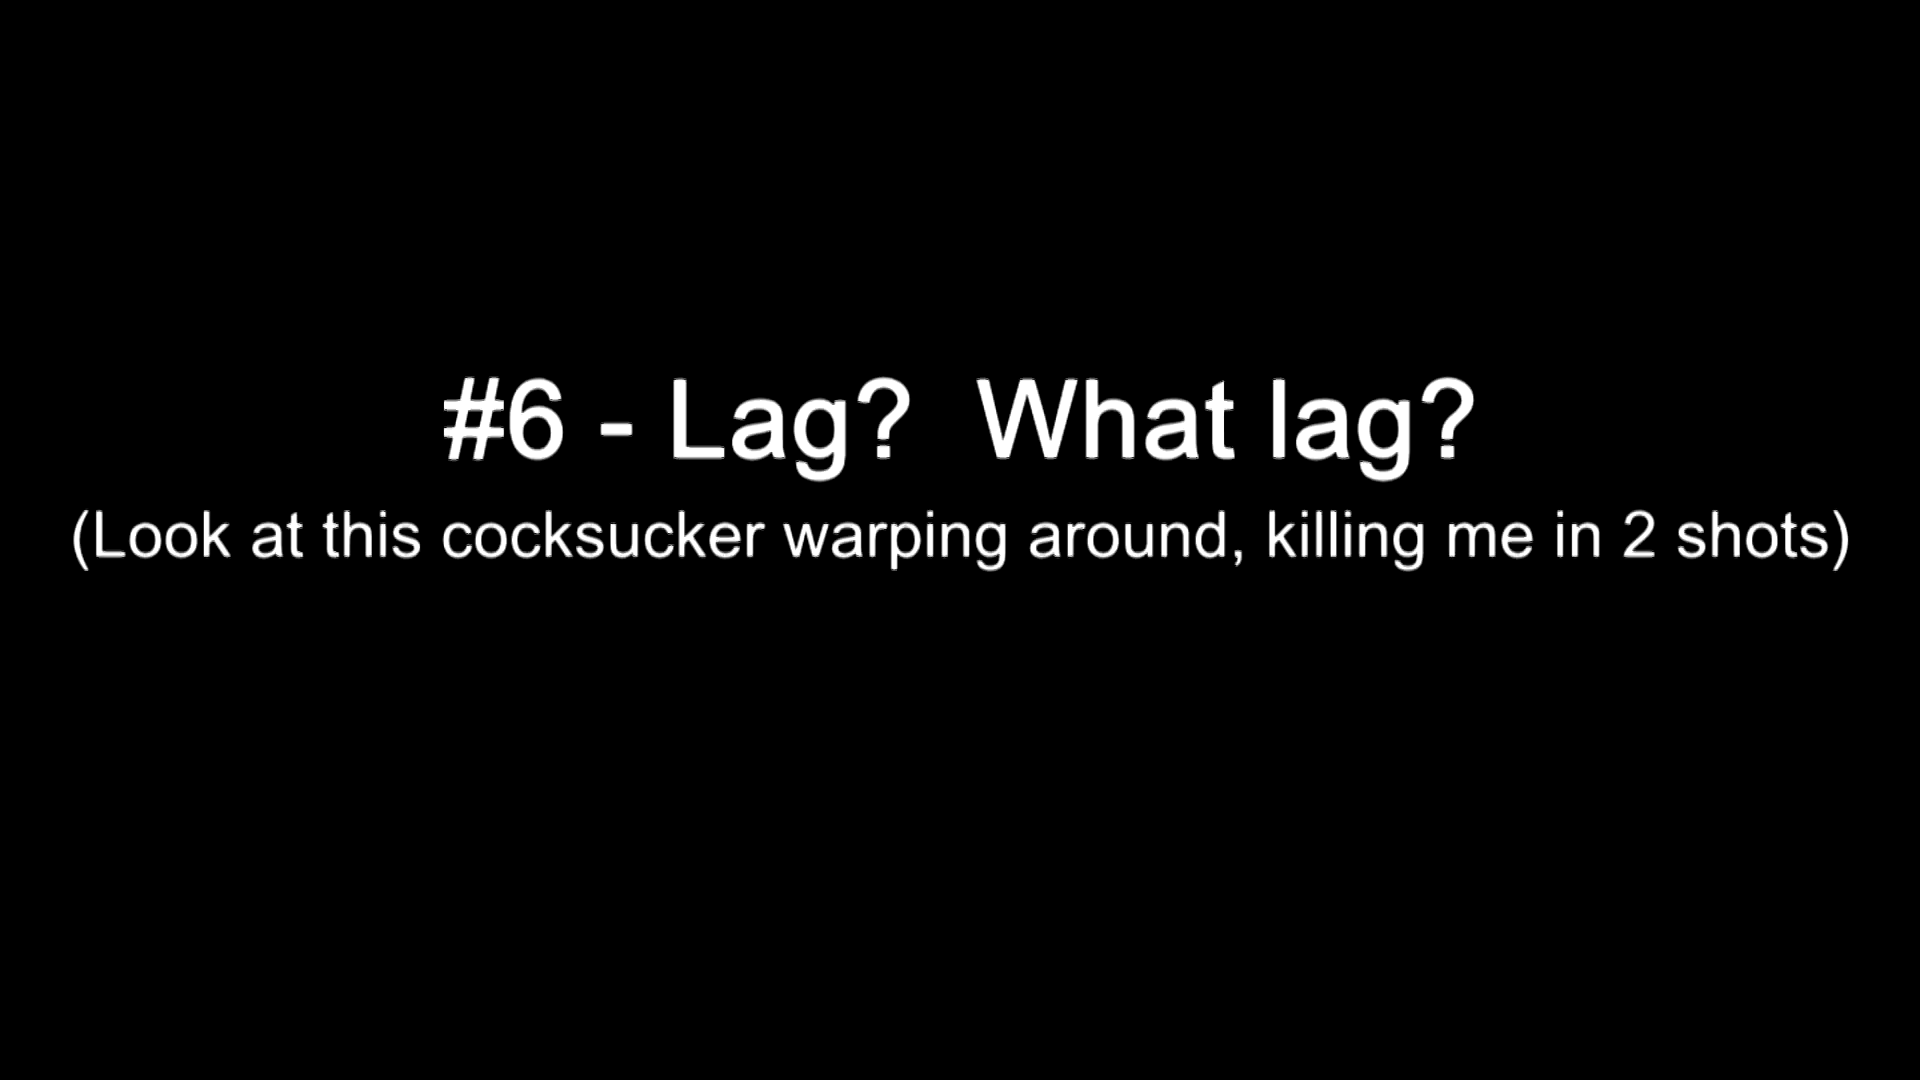 #6 - Lag?  What lag?
(Look at this cocksucker warping around, killing me in 2 shots)